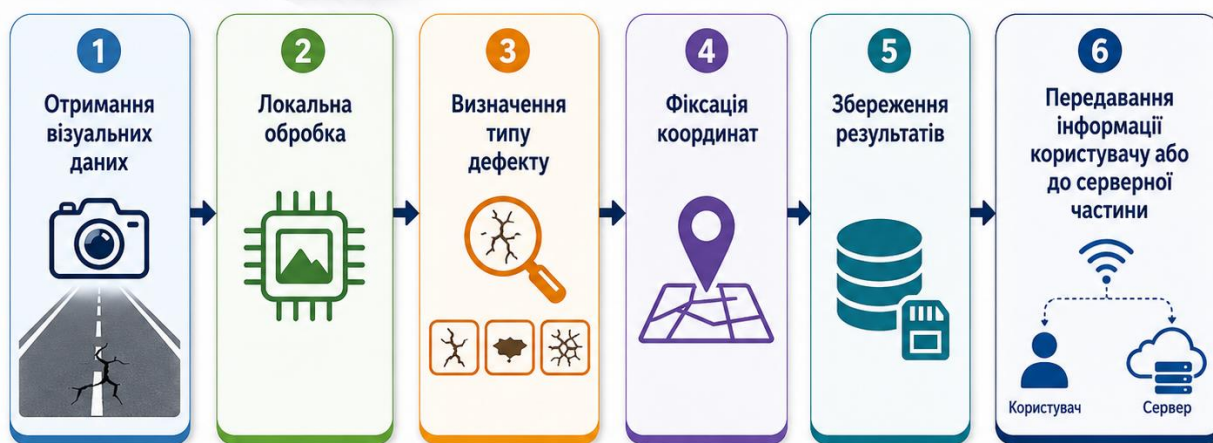 1
Отримання
візуальних
даних
2
Локальна
обробка
3
Визначення
типу
дефекту
4
Фіксація
координат
5
Збереження
результатів
6
Передавання
інформації
користувачу або
до серверної
частини
Користувач
Сервер